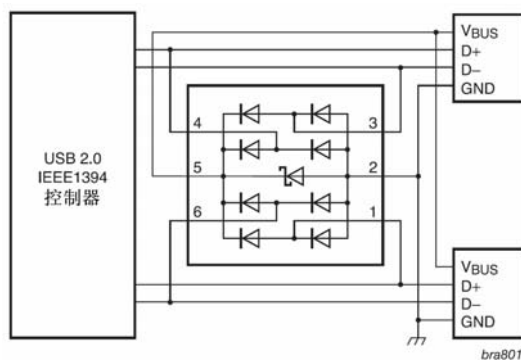 USB 2.0
IEEE1394
控制器
4
3
5
2
6
1
VBUS
D+
D−
GND
VBUS
D+
D−
GND
bra801